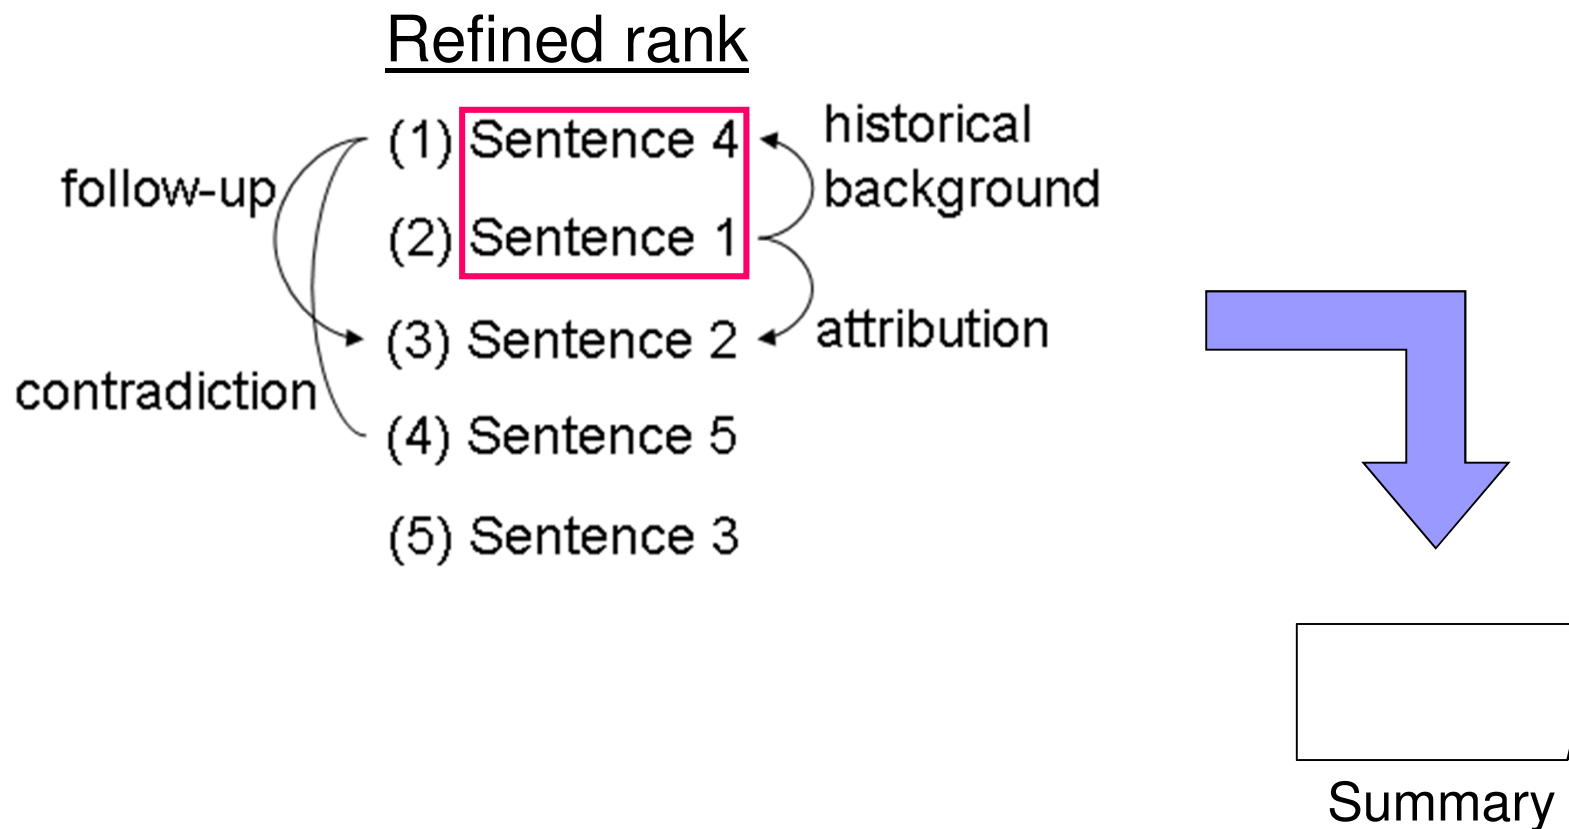 Refined rank
(1) Sentence 4
historical
background
follow-up
(2) Sentence 1
(3) Sentence 2
attribution
contradiction
(4) Sentence 5
(5) Sentence 3
Summary